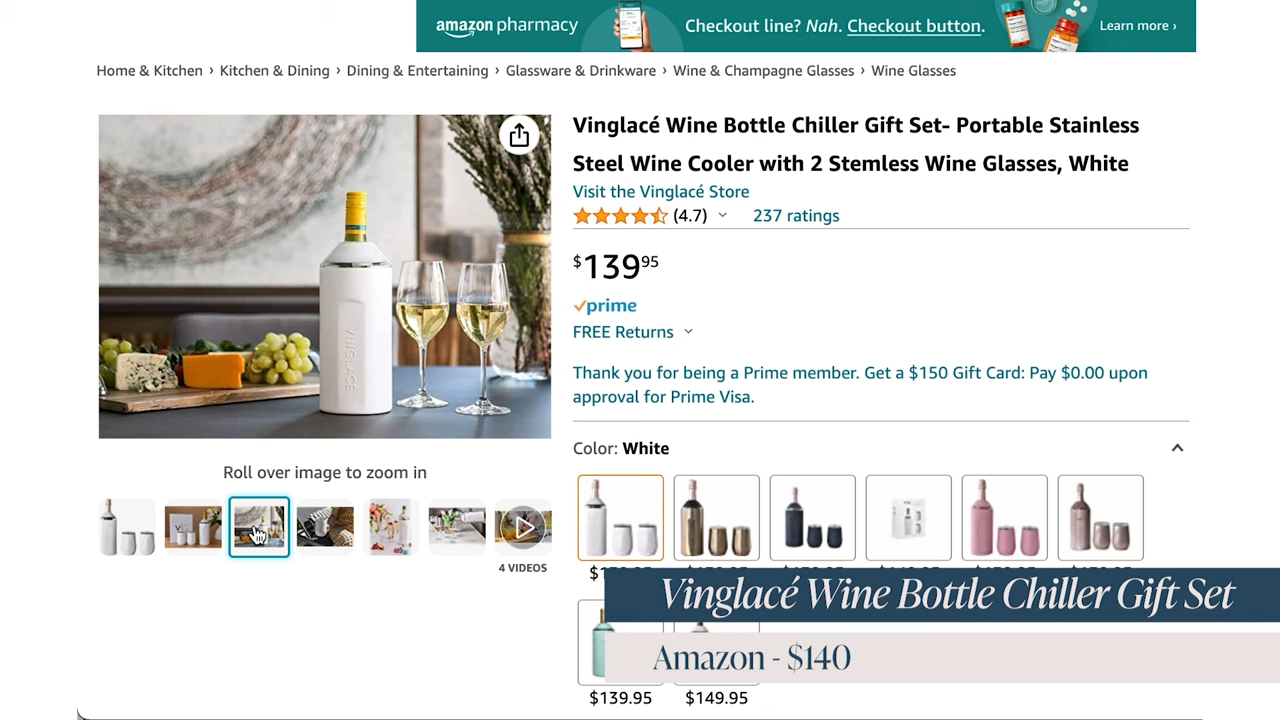 amazon pharmacy
Checkout line? Nah. Checkout button.
Learn more ›
Home & Kitchen › Kitchen & Dining › Dining & Entertaining › Glassware & Drinkware › Wine & Champagne Glasses › Wine Glasses
Vinglacé Wine Bottle Chiller Gift Set- Portable Stainless
Steel Wine Cooler with 2 Stemless Wine Glasses, White
Visit the Vinglacé Store
(4.7)
237 ratings
$139.95
prime
FREE Returns
Thank you for being a Prime member. Get a $150 Gift Card: Pay $0.00 upon
approval for Prime Visa.
Color: White
VINGLACÉ
Roll over image to zoom in
4 VIDEOS
Vinglacé Wine Bottle Chiller Gift Set
Amazon - $140
$139.95
$149.95